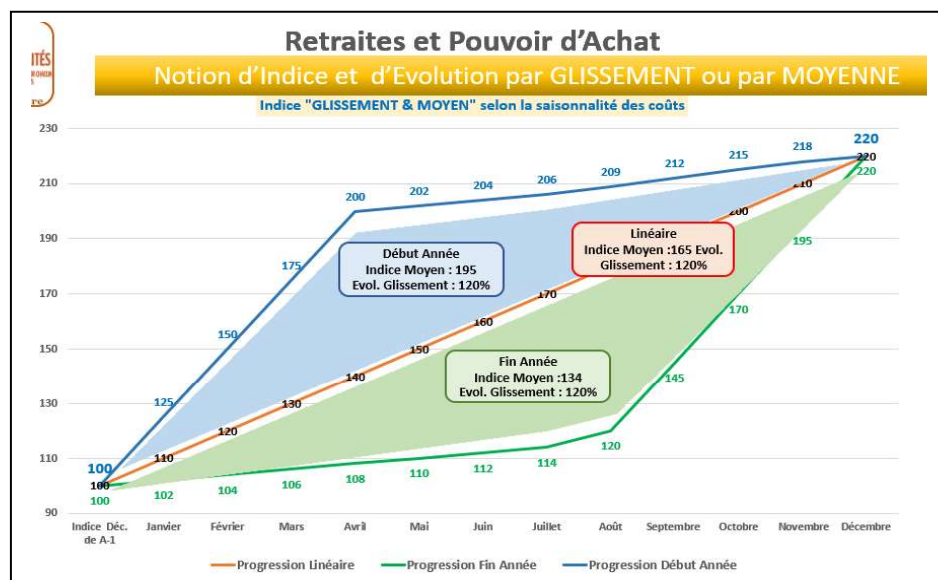 ITÉS
re
Retraites et Pouvoir d’Achat
Notion d’Indice et d’Evolution par GLISSEMENT ou par MOYENNE
Indice "GLISSEMENT & MOYEN" selon la saisonnalité des coûts
230
210
190
170
150
130
110
90
100
125
150
175
200
202
204
206
209
212
215
218
220
100
110
120
130
140
150
160
170
200
210
220
100
102
104
106
108
110
112
114
120
145
170
195
220
Début Année
Indice Moyen : 195
Evol. Glissement : 120%
Linéaire
Indice Moyen :165 Evol.
Glissement : 120%
Fin Année
Indice Moyen :134
Evol. Glissement : 120%
Indice Déc. de A-1
Janvier
Février
Mars
Avril
Mai
Juin
Juillet
Août
Septembre
Octobre
Novembre
Décembre
Progression Linéaire
Progression Fin Année
Progression Début Année